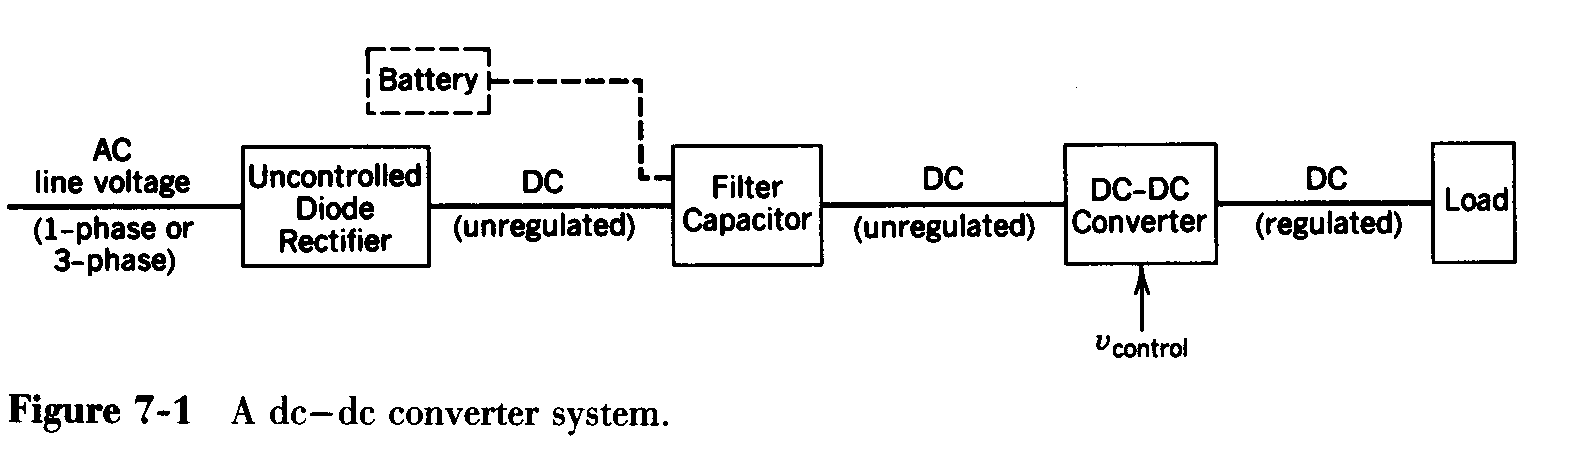 Battery
AC
line voltage
(1-phase or
3-phase)
Uncontrolled
Diode
Rectifier
DC
(unregulated)
Filter
Capacitor
DC
(unregulated)
DC-DC
Converter
DC
(regulated)
Load
υcontrol
Figure 7-1 A dc–dc converter system.